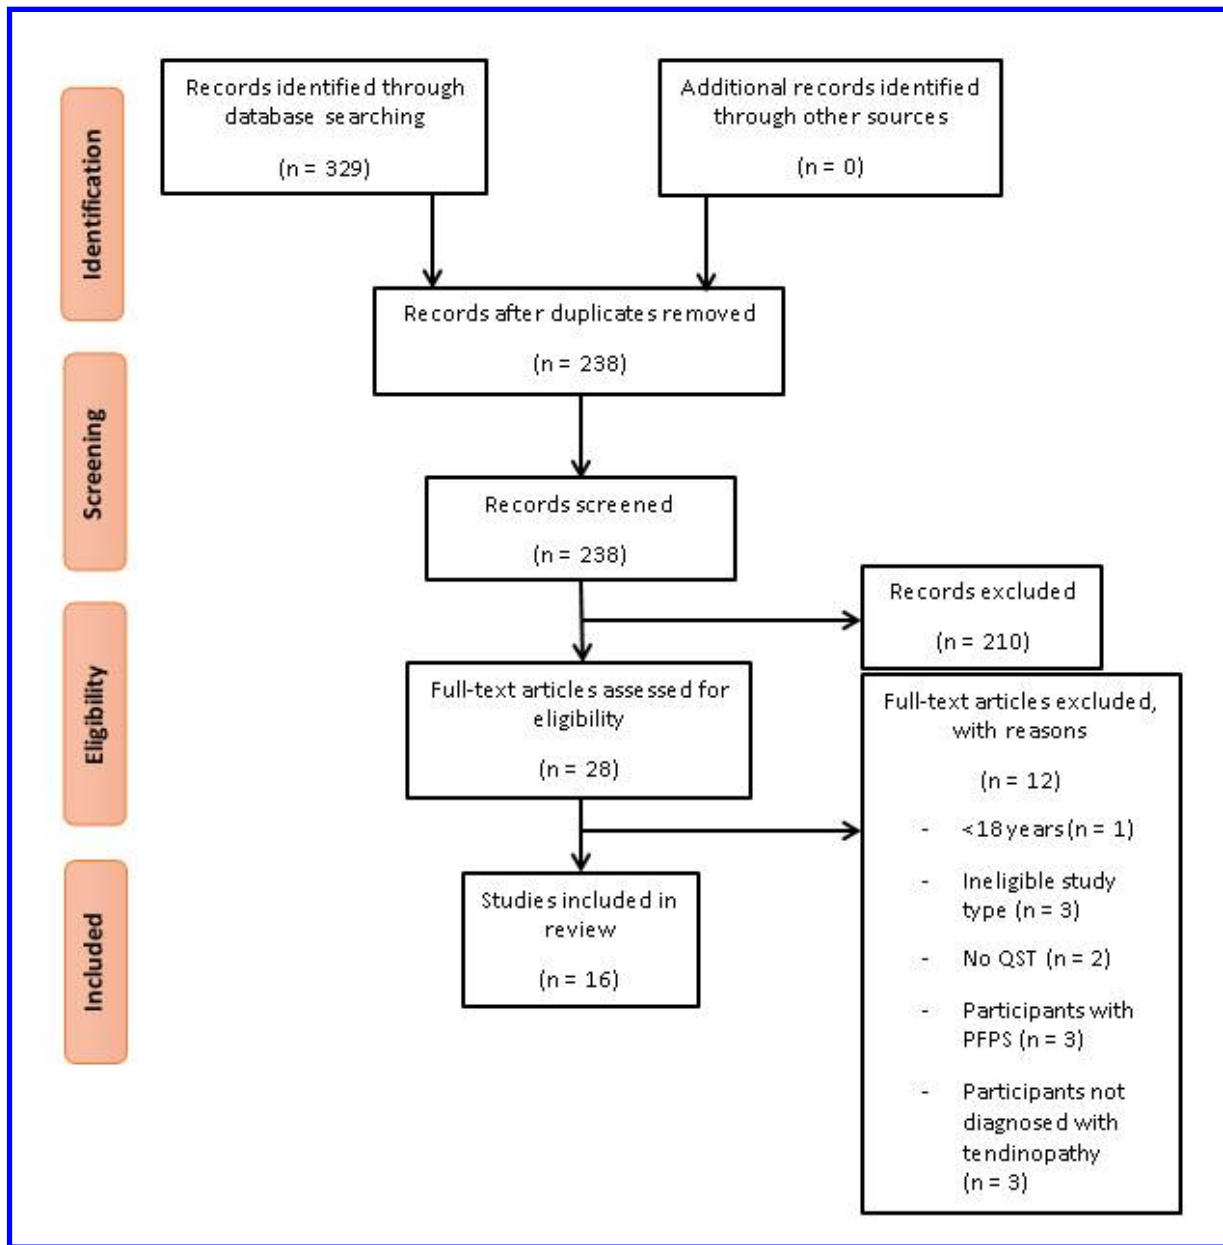 Identification
Records identified through
database searching
(n = 329)
Additional records identified
through other sources
(n = 0)
Records after duplicates removed
(n = 238)
Screening
Records screened
(n = 238)
Records excluded
(n = 210)
Eligibility
Full-text articles assessed for
eligibility
(n = 28)
Full-text articles excluded,
with reasons
(n = 12)
- <18 years (n = 1)
- Ineligible study
type (n = 3)
- No QST (n = 2)
- Participants with
PFPS (n = 3)
- Participants not
diagnosed with
tendinopathy
(n = 3)
Included
Studies included in
review
(n = 16)